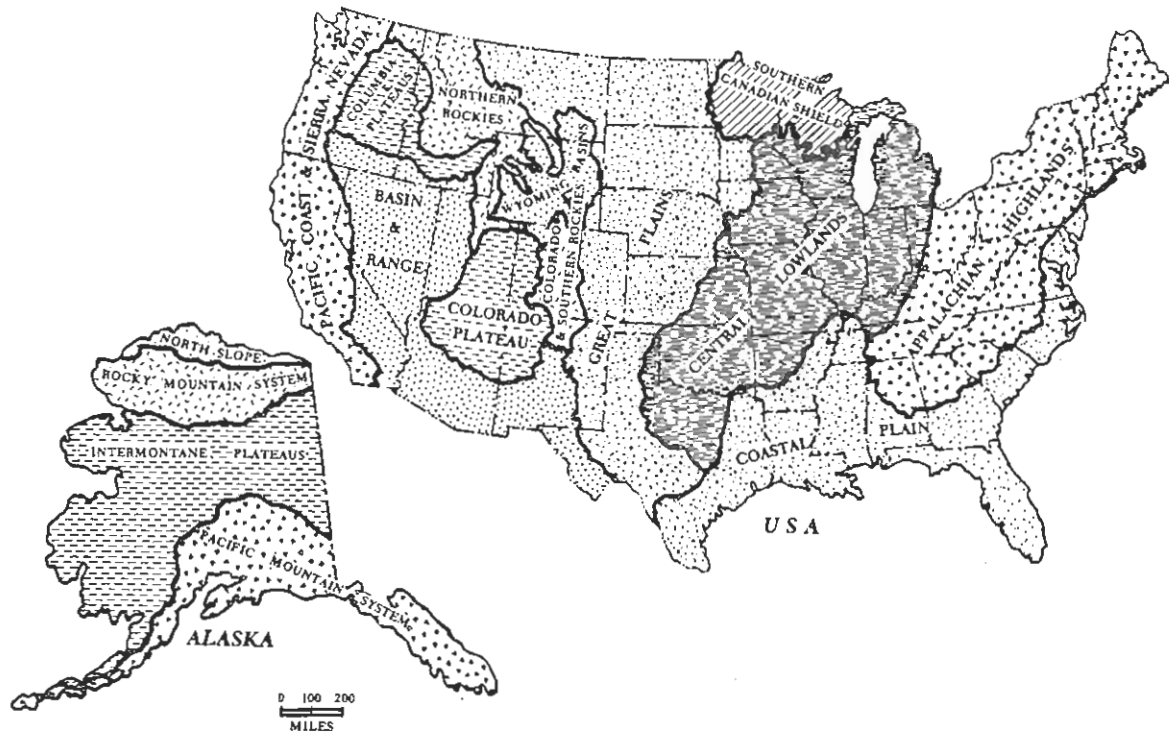 SOUTHERN
CANADIAN SHIELD
PACIFIC COAST & SIERRA NEVADA
COLUMBIA
PLATEAUS
NORTHERN
ROCKIES
WYOMING BASINS
BASIN
&
RANGE
COLORADO
& SOUTHERN ROCKIES
COLORADO
PLATEAU
GREAT PLAINS
CENTRAL LOWLANDS
APPALACHIAN HIGHLANDS
COASTAL PLAIN
USA
NORTH SLOPE
ROCKY MOUNTAIN SYSTEM
INTERMONTANE PLATEAUS
PACIFIC MOUNTAIN SYSTEM
ALASKA
0 100 200
MILES